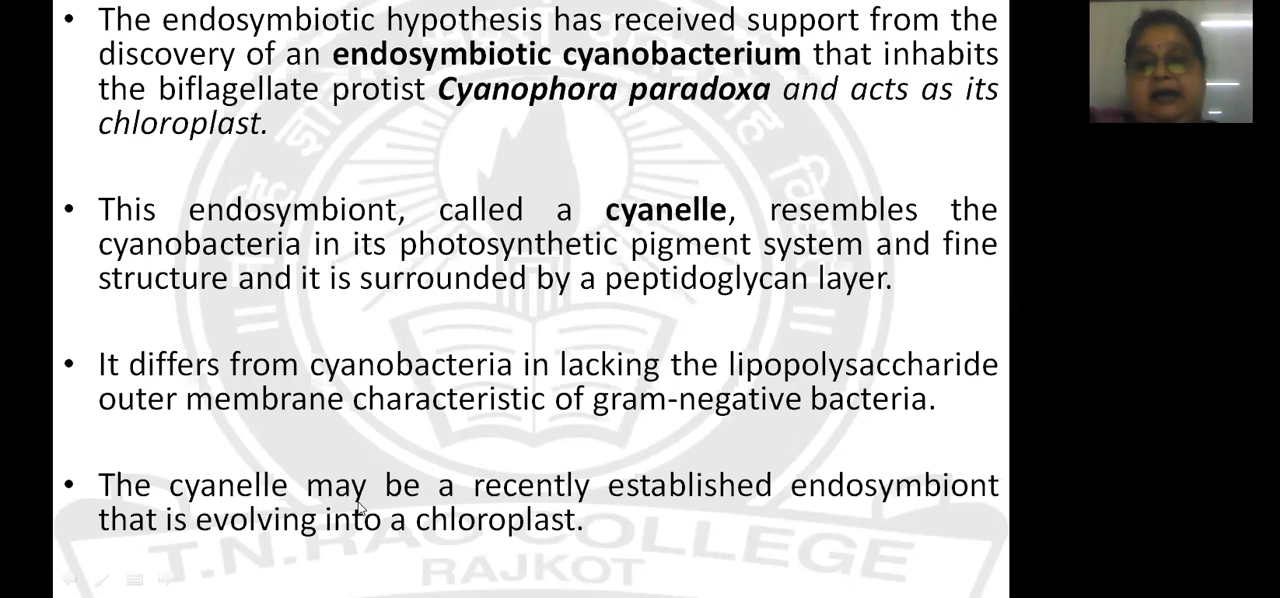 • The endosymbiotic hypothesis has received support from the
discovery of an endosymbiotic cyanobacterium that inhabits
the biflagellate protist Cyanophora paradoxa and acts as its
chloroplast.
• This endosymbiont, called a cyanelle, resembles the
cyanobacteria in its photosynthetic pigment system and fine
structure and it is surrounded by a peptidoglycan layer.
• It differs from cyanobacteria in lacking the lipopolysaccharide
outer membrane characteristic of gram-negative bacteria.
• The cyanelle may be a recently established endosymbiont
that is evolving into a chloroplast.
T.N.RAO COLLEGE
RAJKOT